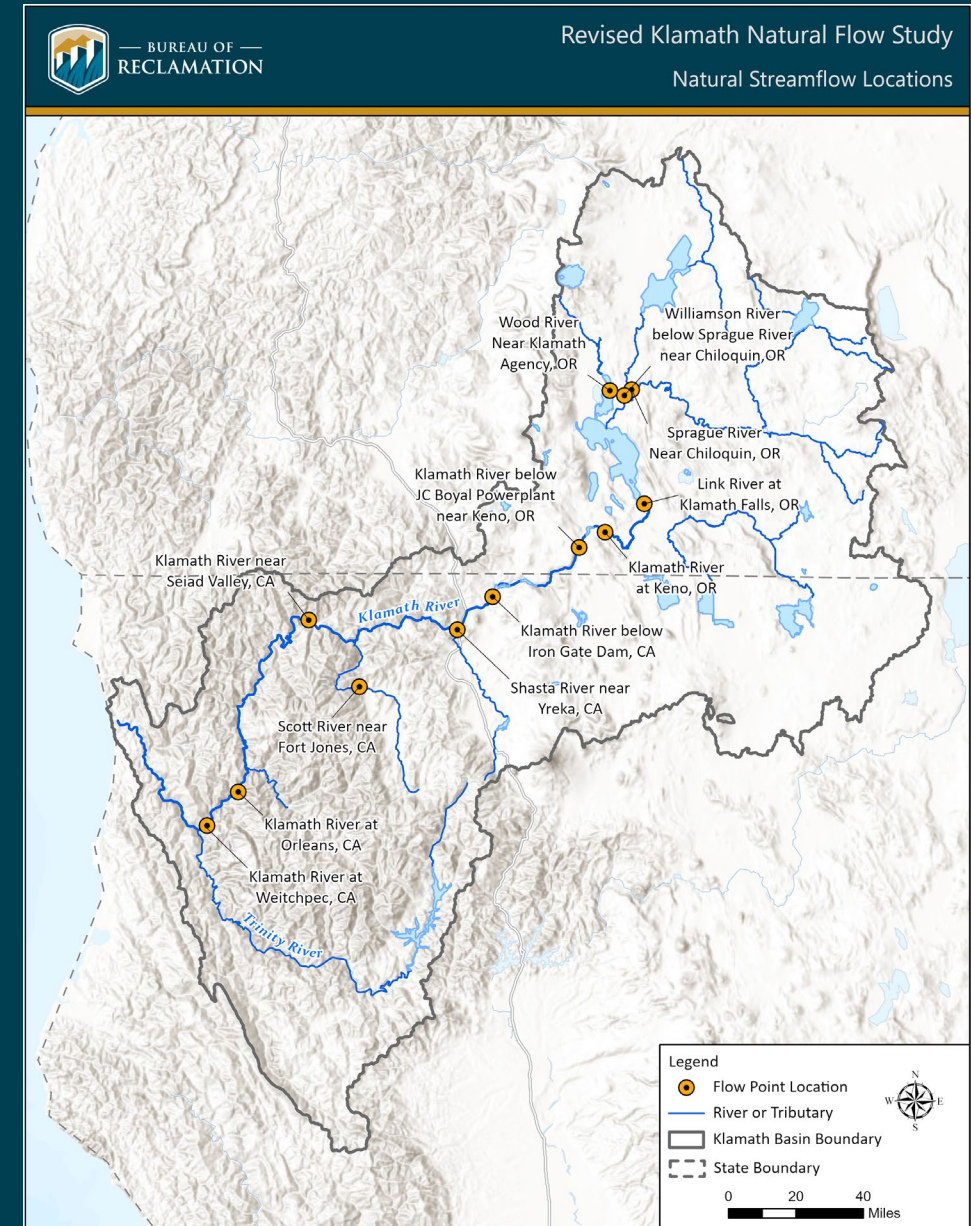 BUREAU OF
RECLAMATION
Revised Klamath Natural Flow Study
Natural Streamflow Locations
Wood River
Near Klamath
Agency, OR
Williamson River
below Sprague River
near Chiloquin,OR
Sprague River
Near Chiloquin, OR
Klamath River below
JC Boyal Powerplant
near Keno, OR
Link River at
Klamath Falls, OR
Klamath River near
Seiad Valley, CA
Klamath River
at Keno, OR
Klamath River
Klamath River below
Iron Gate Dam, CA
Shasta River near
Yreka, CA
Scott River near
Fort Jones, CA
Klamath River at
Orleans, CA
Klamath River at
Weitchpec, CA
Trinity River
Legend
Flow Point Location
River or Tributary
Klamath Basin Boundary
State Boundary
N
W E
S
0 20 40
Miles